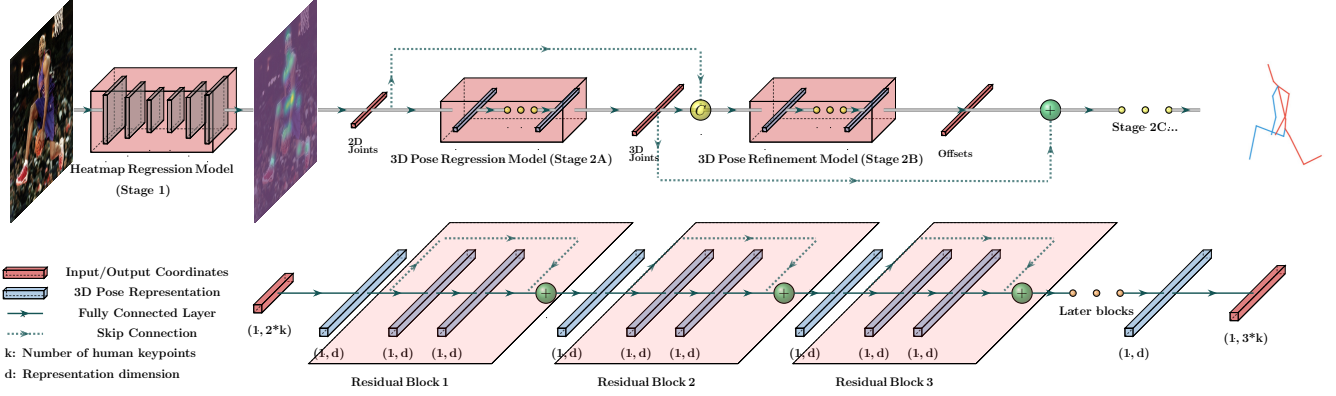 2D
Joints
3D
Joints
C
+
Offsets
Stage 2C...
3D Pose Regression Model (Stage 2A)
3D Pose Refinement Model (Stage 2B)
Heatmap Regression Model
(Stage 1)
Input/Output Coordinates
3D Pose Representation
Fully Connected Layer
Skip Connection
k: Number of human keypoints
d: Representation dimension
(1, 2*k)
+
+
+
Later blocks
(1, d) (1, d) (1, d) (1, d) (1, d) (1, d) (1, d) (1, d) (1, d) (1, d)
(1, 3*k)
Residual Block 1
Residual Block 2
Residual Block 3